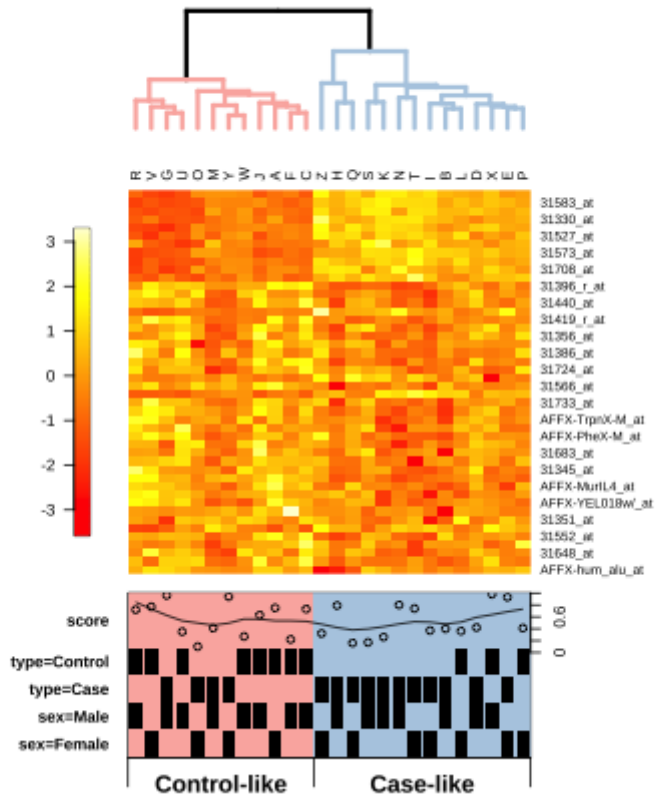 R V G U O M Y W J A F C Z H Q S K N T I B L D X E P
31583_at
31330_at
31527_at
31573_at
31708_at
31396_r_at
31440_at
31419_r_at
31356_at
31386_at
31724_at
31566_at
31733_at
AFFX-TrpnX-M_at
AFFX-PheX-M_at
31683_at
31345_at
AFFX-MurIL4_at
AFFX-YEL018w/_at
31351_at
31552_at
31648_at
AFFX-hum_alu_at
3
2
1
0
-1
-2
-3
score
0.6
0
type=Control
type=Case
sex=Male
sex=Female
Control-like Case-like